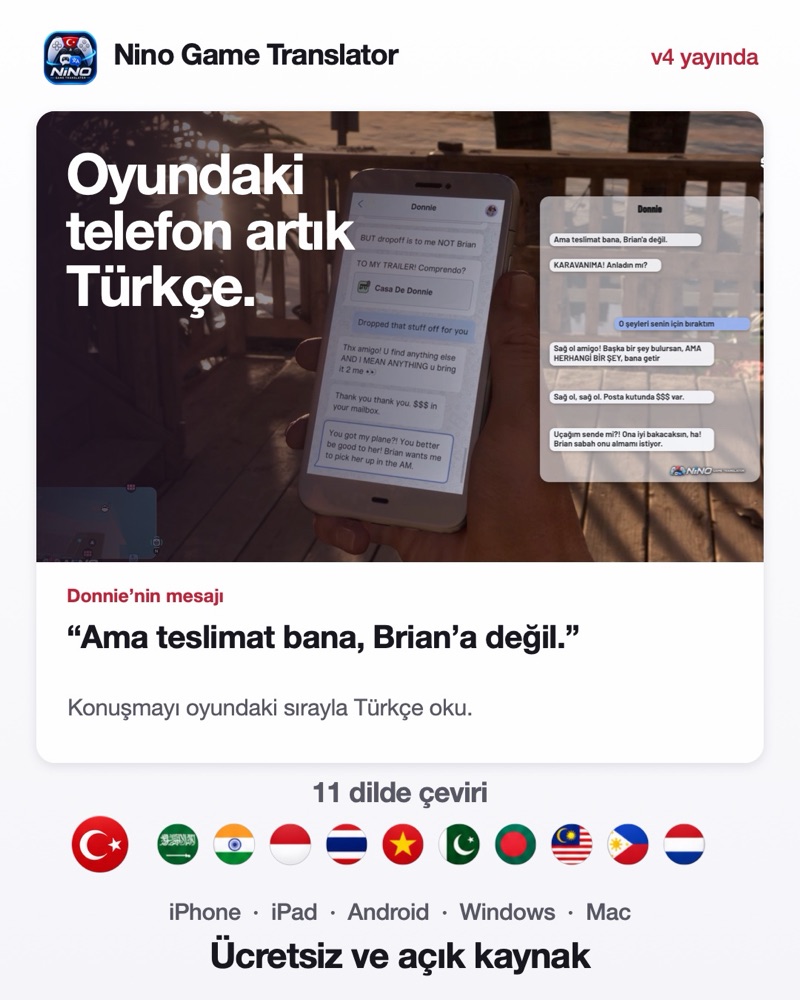 NiNO
Nino Game Translator
v4 yayında
Oyundaki
telefon artık
Türkçe.
Donnie
BUT dropoff is to me NOT Brian
TO MY TRAILER! Comprendo?
Casa De Donnie
Dropped that stuff off for you
Thx amigo! U find anything else
AND I MEAN ANYTHING u bring
it 2 me 👀
Thank you thank you. $$$ in
your mailbox.
You got my plane?! You better
be good to her! Brian wants me
to pick her up in the AM.
Donnie
Ama teslimat bana, Brian'a değil.
KARAVANIMA! Anladın mı?
O şeyleri senin için bıraktım
Sağ ol amigo! Başka bir şey bulursan, AMA
HERHANGİ BİR ŞEY, bana getir
Sağ ol, sağ ol. Posta kutunda $$$ var.
Uçağım sende mi?! Ona iyi bakacaksın, ha!
Brian sabah onu almamı istiyor.
NiNO GAME TRANSLATOR
Donnie’nin mesajı
“Ama teslimat bana, Brian’a değil.”
Konuşmayı oyundaki sırayla Türkçe oku.
11 dilde çeviri
iPhone · iPad · Android · Windows · Mac
Ücretsiz ve açık kaynak